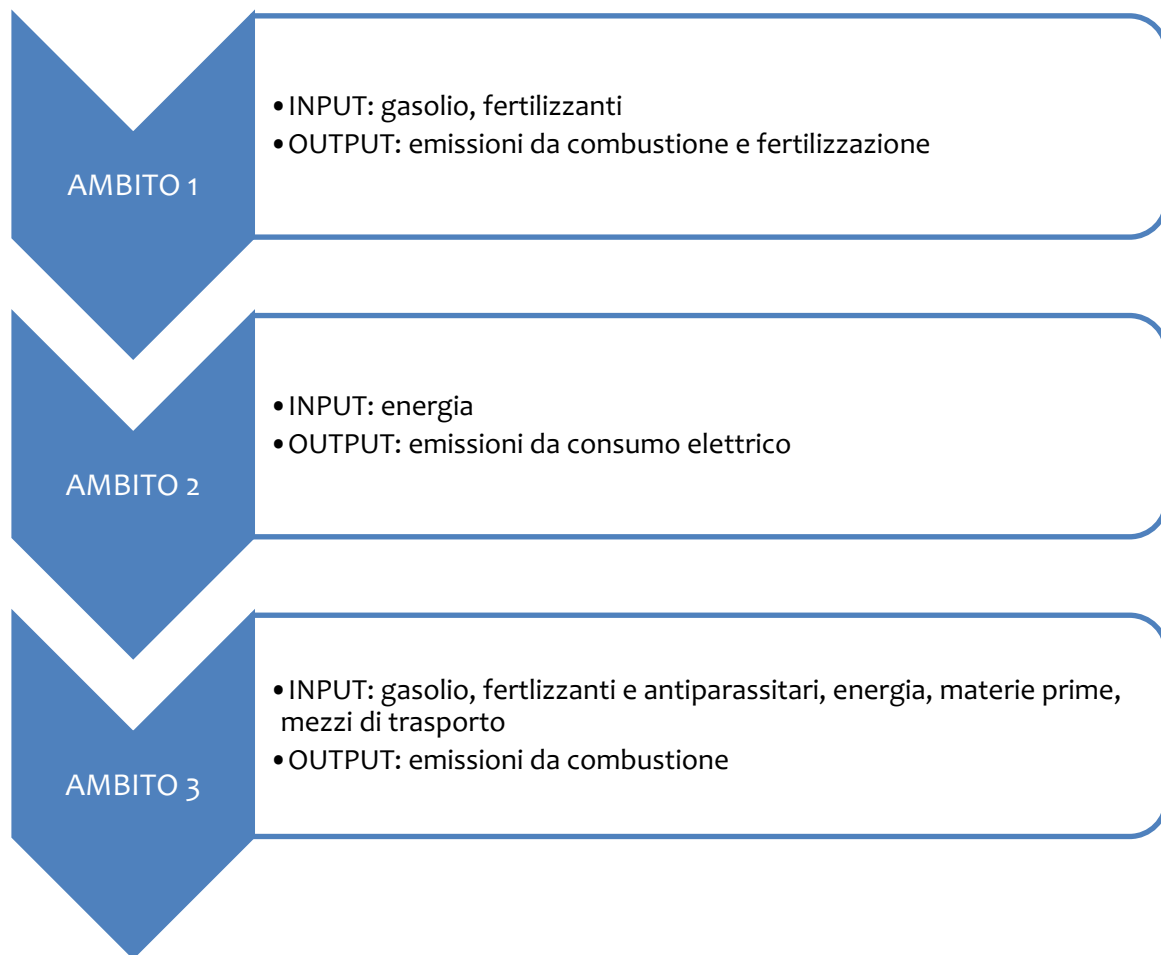 AMBITO 1
•INPUT: gasolio, fertilizzanti
•OUTPUT: emissioni da combustione e fertilizzazione
AMBITO 2
•INPUT: energia
•OUTPUT: emissioni da consumo elettrico
AMBITO 3
•INPUT: gasolio, fertlizzanti e antiparassitari, energia, materie prime,
mezzi di trasporto
•OUTPUT: emissioni da combustione